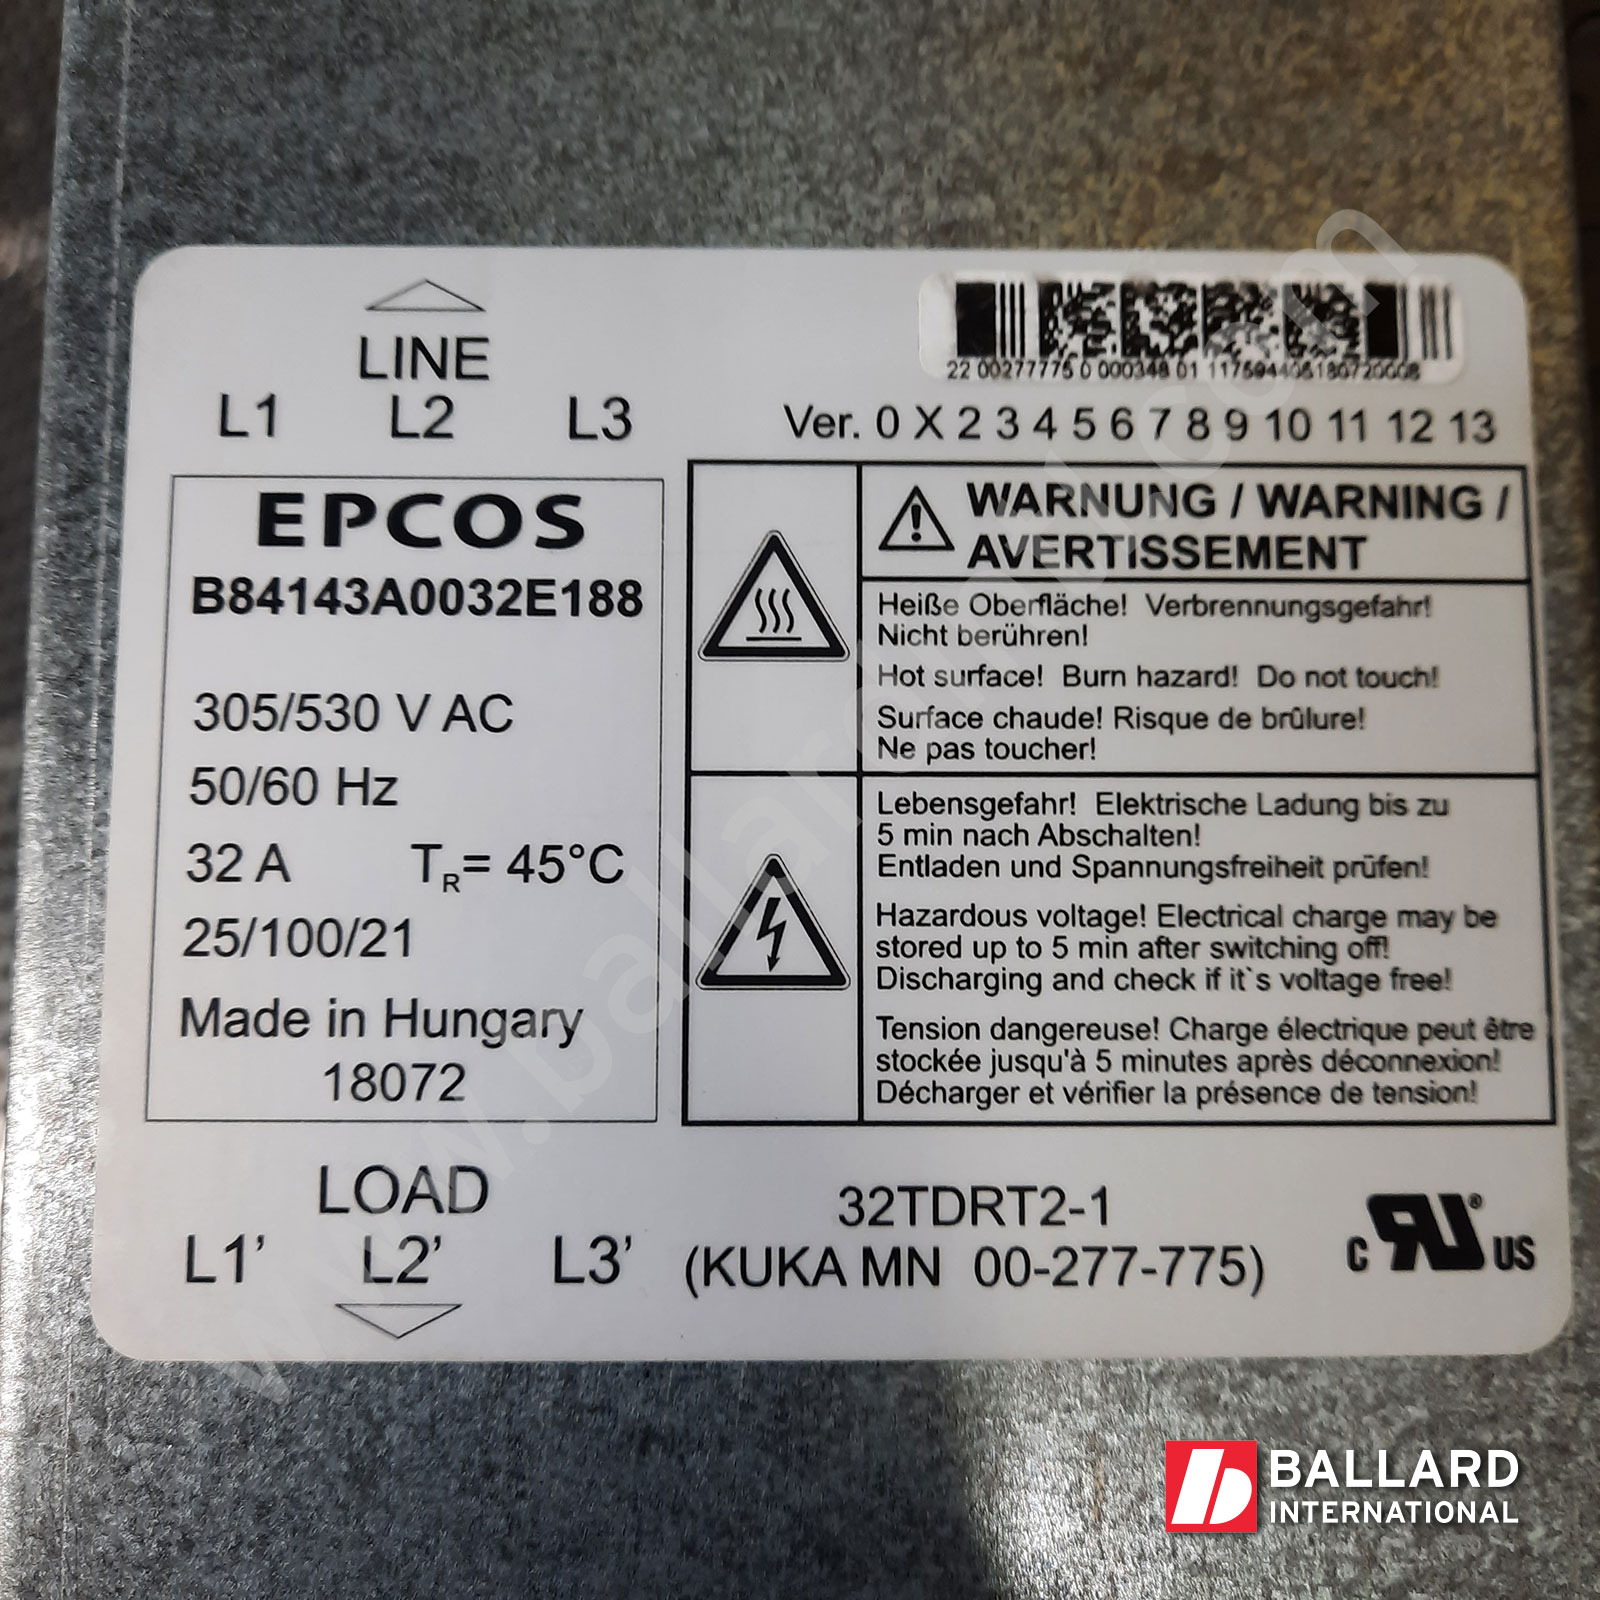 LINE
L1 L2 L3
22 00277775 0 000348 01 117594406180720008
Ver. 0 X 2 3 4 5 6 7 8 9 10 11 12 13
EPCOS
B84143A0032E188
305/530 V AC
50/60 Hz
32 A TR= 45°C
25/100/21
Made in Hungary
18072
WARNUNG / WARNING /
AVERTISSEMENT
Heiße Oberfläche! Verbrennungsgefahr!
Nicht berühren!
Hot surface! Burn hazard! Do not touch!
Surface chaude! Risque de brûlure!
Ne pas toucher!
Lebensgefahr! Elektrische Ladung bis zu
5 min nach Abschalten!
Entladen und Spannungsfreiheit prüfen!
Hazardous voltage! Electrical charge may be
stored up to 5 min after switching off!
Discharging and check if it`s voltage free!
Tension dangereuse! Charge électrique peut être
stockée jusqu'à 5 minutes après déconnexion!
Décharger et vérifier la présence de tension!
LOAD
L1' L2' L3'
32TDRT2-1
(KUKA MN 00-277-775)
c RU ® US
www.ballardintl.com
BALLARD
INTERNATIONAL